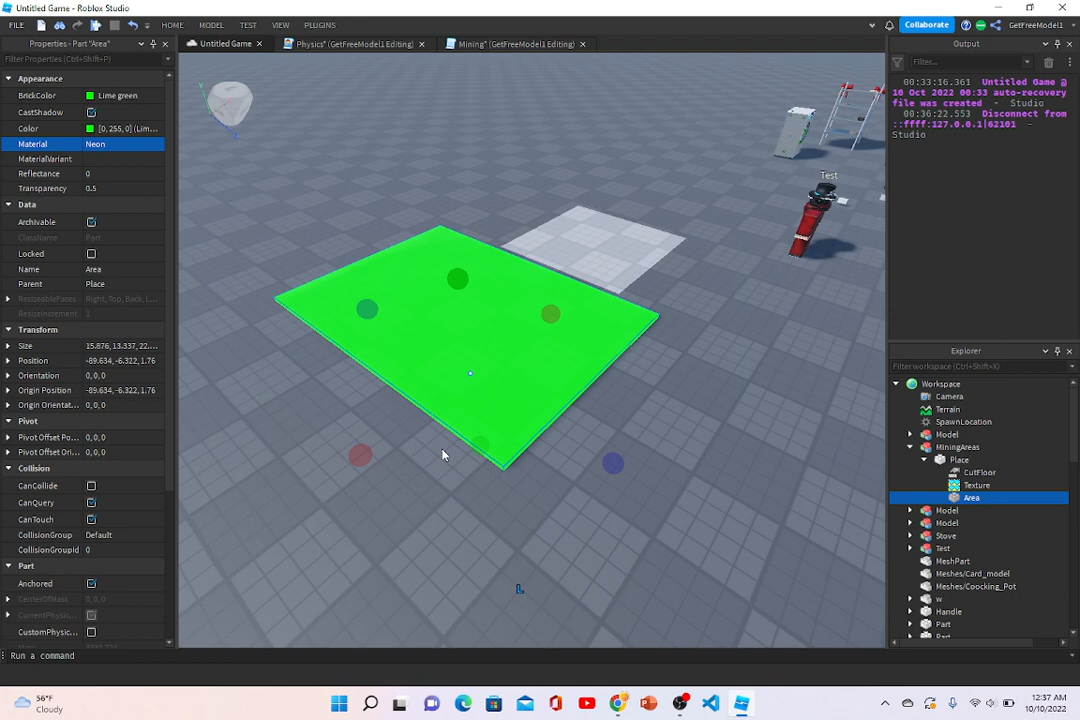 Untitled Game - Roblox Studio
FILE HOME MODEL TEST VIEW PLUGINS Collaborate GetFreeModel1
Properties- Part "Area"
Untitled Game
Physics* (GetFreeModel1 Editing)
Mining* (GetFreeModel1 Editing)
Output
Filter Properties (Ctrl+Shift+P)
Filter...
Appearance
BrickColor Lime green
CastShadow
Color [0, 255, 0] (Lim...
Material Neon
MaterialVariant
Reflectance 0
Transparency 0.5
Data
Archivable
ClassName Part
Locked
Name Area
Parent Place
ResizeableFaces Right, Top, Back, L...
ResizeIncrement 1
Transform
Size 15.876, 13.337, 22....
Position -89.634, -6.322, 1.76
Orientation 0, 0, 0
Origin Position -89.634, -6.322, 1.76
Origin Orientat... 0, 0, 0
Pivot
Pivot Offset Po... 0, 0, 0
Pivot Offset Ori... 0, 0, 0
Collision
CanCollide
CanQuery
CanTouch
CollisionGroup Default
CollisionGroupId 0
Part
Anchored
CenterOfMass 0, 0, 0
CurrentPhysic...
CustomPhysic...
Run a command
Test
L
00:33:16.361 Untitled Game @
10 Oct 2022 00:33 auto-recovery
file was created - Studio
00:36:22.553 Disconnect from
::ffff:127.0.0.1|62101 -
Studio
Explorer
Filter workspace (Ctrl+Shift+X)
Workspace
Camera
Terrain
SpawnLocation
Model
MiningAreas
Place
CutFloor
Texture
Area
Model
Model
Stove
Test
MeshPart
Meshes/Card_model
Meshes/Coocking_Pot
w
Handle
Part
Part
56°F
Cloudy
12:37 AM
10/10/2022